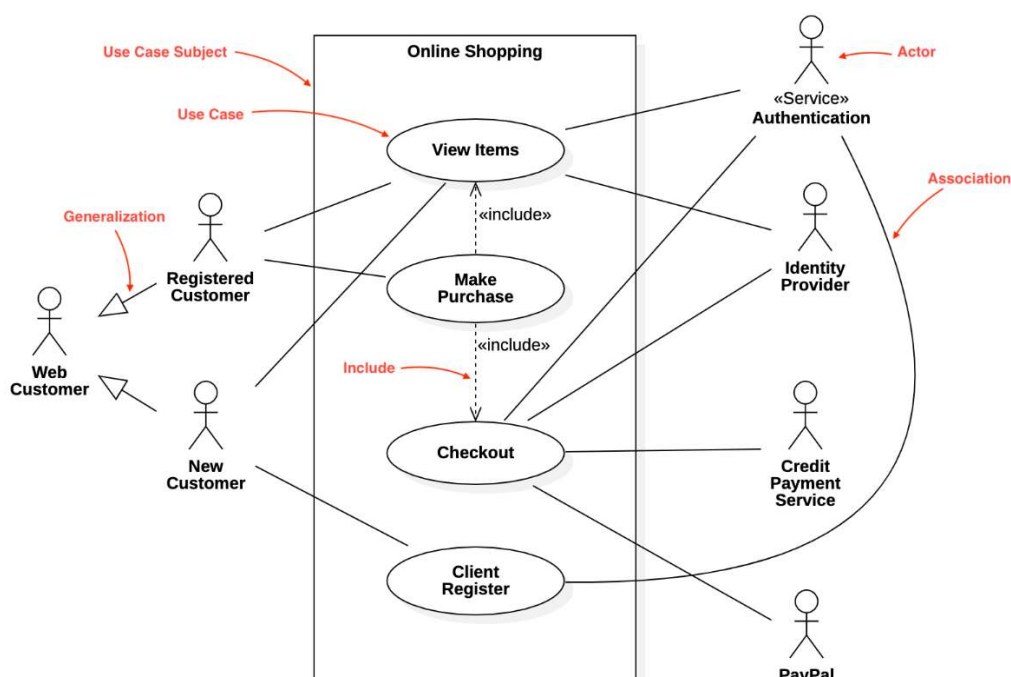 Use Case Subject
Online Shopping
Actor
«Service»
Authentication
Use Case
View Items
Association
Generalization
«include»
Registered
Customer
Make
Purchase
Identity
Provider
«include»
Web
Customer
Include
New
Customer
Checkout
Credit
Payment
Service
Client
Register
PayPal